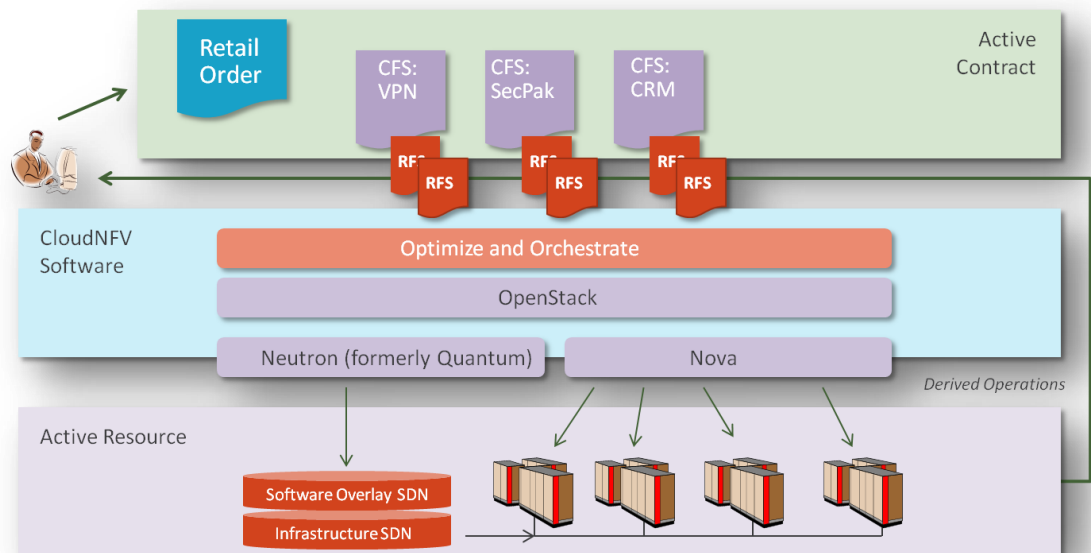 Retail
Order
CFS:
VPN
CFS:
SecPak
CFS:
CRM
Active
Contract
RFS
RFS
RFS
RFS
RFS
RFS
CloudNFV
Software
Optimize and Orchestrate
OpenStack
Neutron (formerly Quantum)
Nova
Derived Operations
Active Resource
Software Overlay SDN
Infrastructure SDN